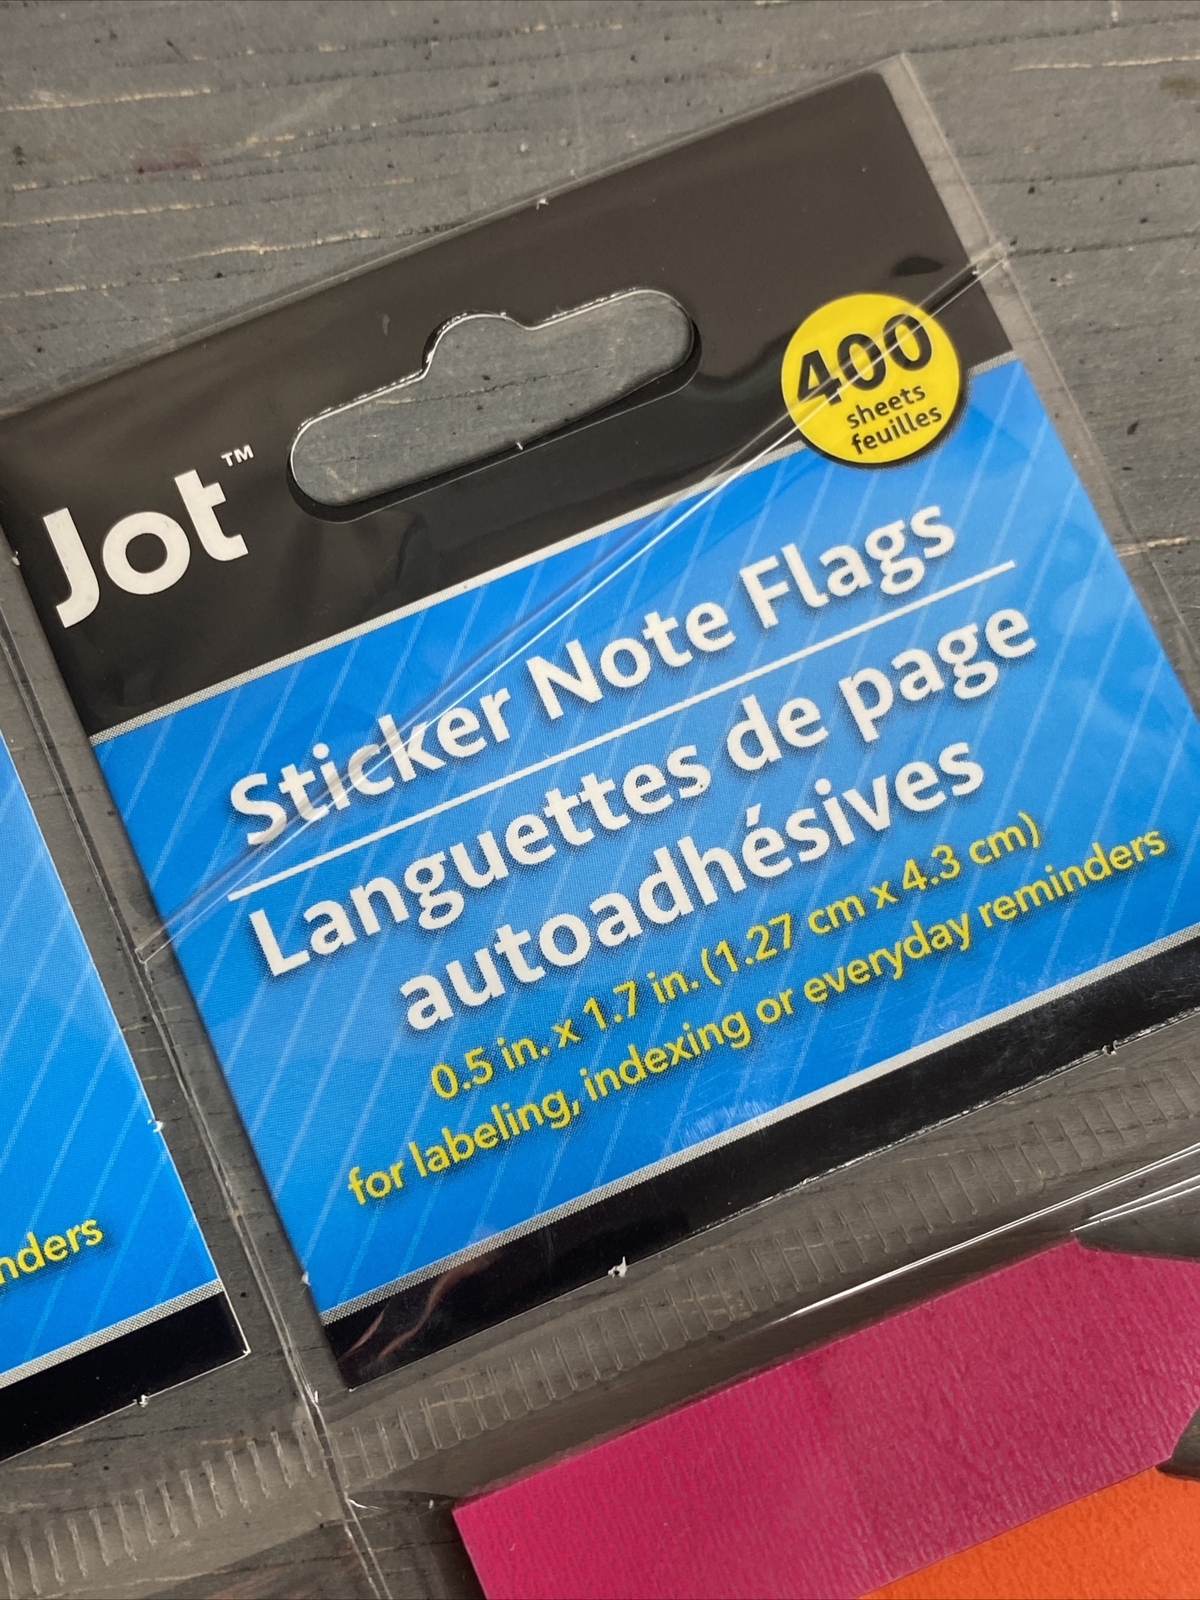 Jot™
400
sheets
feuilles
Sticker Note Flags
Languettes de page
autoadhésives
0.5 in. x 1.7 in. (1.27 cm x 4.3 cm)
for labeling, indexing or everyday reminders